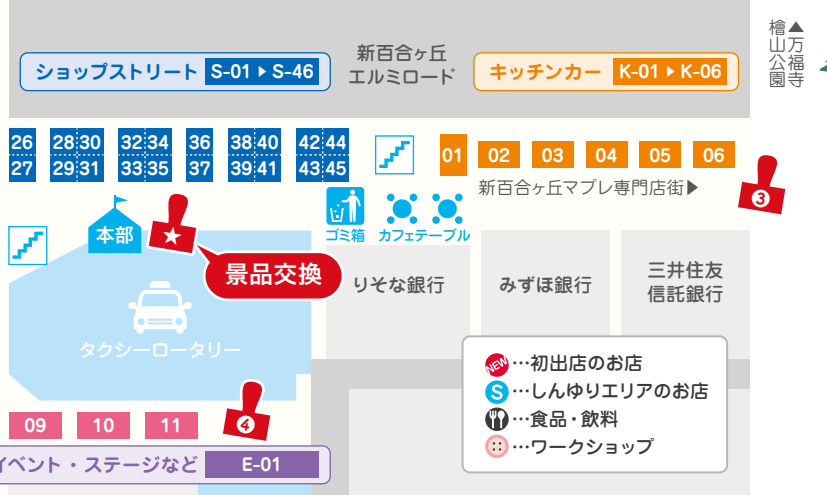 新百合ヶ丘
エルミロード
ショップストリート S-01 ▶ S-46
キッチンカー K-01 ▶ K-06
▲万福寺
檜山公園
26 28 30 32 34 36 38 40 42 44
27 29 31 33 35 37 39 41 43 45
01 02 03 04 05 06
新百合ヶ丘マプレ専門店街▶
3
本部
ゴミ箱 カフェテーブル
景品交換
りそな銀行
みずほ銀行
三井住友
信託銀行
タクシーロータリー
NEW…初出店のお店
S…しんゆりエリアのお店
…食品・飲料
…ワークショップ
09 10 11
4
イベント・ステージなど E-01